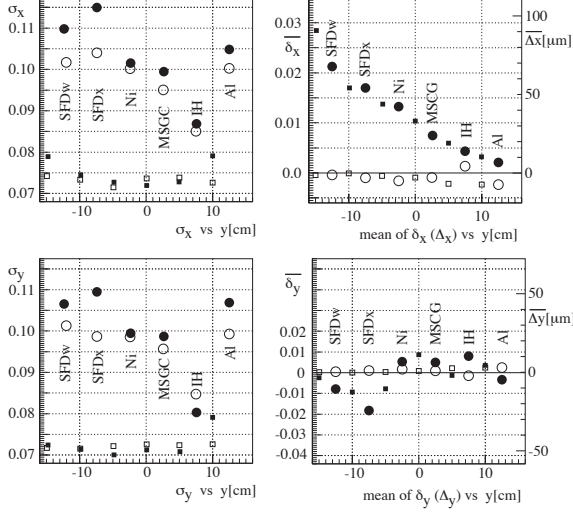 σx
0.11
0.10
0.09
0.08
0.07
SFDw
SFDx
Ni
MSGC
IH
Al
-10 0 10
σx vs y[cm]
δx
0.03
0.02
0.01
0.0
SFDw
SFDx
Ni
MSCG
IH
Al
100
Δx[μm]
50
0
-10 0 10
mean of δx (Δx) vs y[cm]
σy
0.11
0.10
0.09
0.08
0.07
SFDw
SFDx
Ni
MSGC
IH
Al
-10 0 10
σy vs y[cm]
δy
0.02
0.01
0
-0.01
-0.02
-0.03
-0.04
SFDw
SFDx
Ni
MSCG
IH
Al
50
Δy[μm]
0
-50
-10 0 10
mean of δy (Δy) vs y[cm]